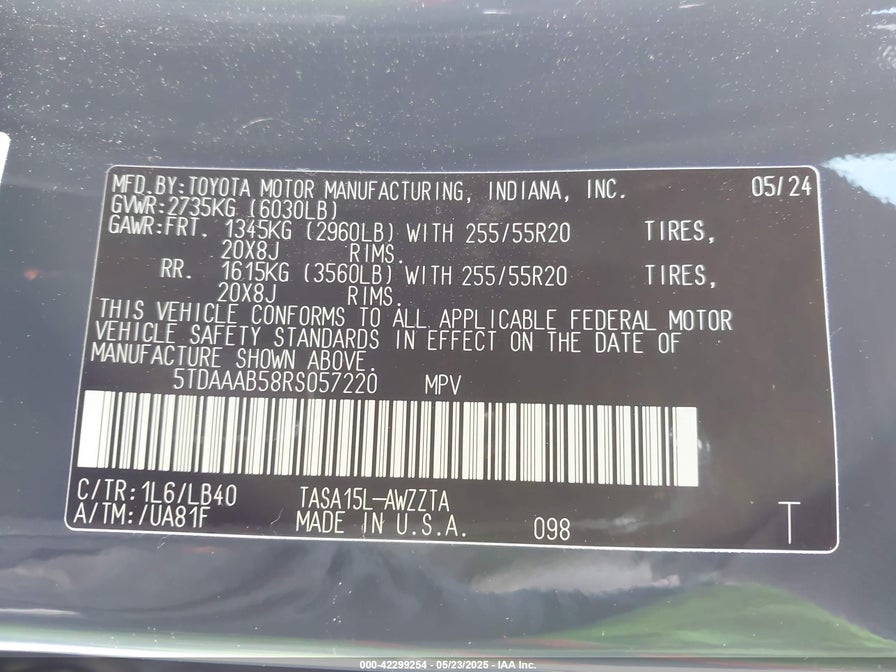 MFD.BY:TOYOTA MOTOR MANUFACTURING, INDIANA, INC. 05/24
GVWR:2735KG (6030LB)
GAWR:FRT. 1345KG (2960LB) WITH 255/55R20 TIRES,
20X8J RIMS.
RR. 1615KG (3560LB) WITH 255/55R20 TIRES,
20X8J RIMS.
THIS VEHICLE CONFORMS TO ALL APPLICABLE FEDERAL MOTOR
VEHICLE SAFETY STANDARDS IN EFFECT ON THE DATE OF
MANUFACTURE SHOWN ABOVE.
5TDAAAB58RS057220 MPV
C/TR:1L6/LB40 TASA15L-AWZZTA
A/TM:/UA81F MADE IN U.S.A. 098 T
000-42299254 - 05/23/2025 - IAA Inc.